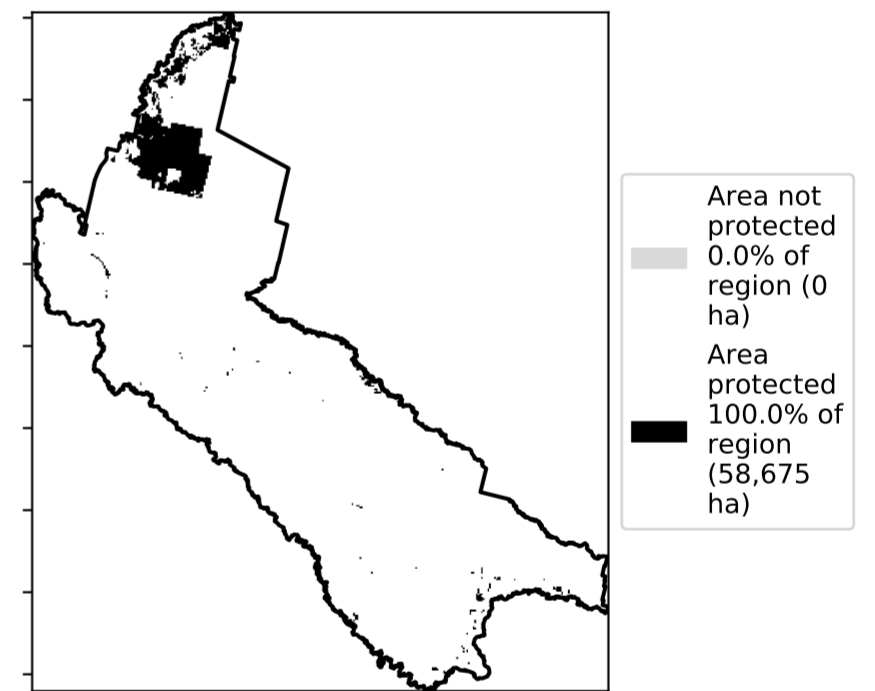 Area not
protected
0.0% of
region (0
ha)
Area
protected
100.0% of
region
(58,675
ha)